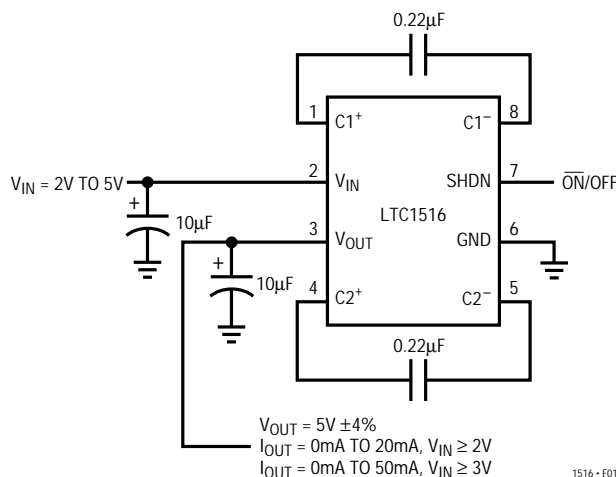 0.22µF
1 C1⁺ C1⁻ 8
V_IN = 2V TO 5V 2 V_IN SHDN 7 O̅N̅/OFF
LTC1516
+ 10µF 3 V_OUT GND 6
+ 10µF 4 C2⁺ C2⁻ 5
0.22µF
V_OUT = 5V ±4%
I_OUT = 0mA TO 20mA, V_IN ≥ 2V
I_OUT = 0mA TO 50mA, V_IN ≥ 3V
1516 • F01